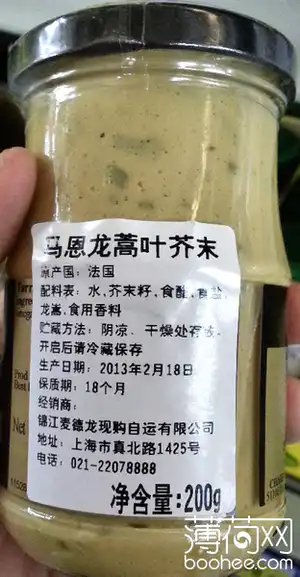 玛恩龙蒿叶芥末
原产国：法国
配料表：水,芥末籽,食醋,食盐,
龙蒿,食用香料
贮藏方法：阴凉、干燥处存放.
开启后请冷藏保存
生产日期：2013年2月18日
保质期：18个月
经销商：
锦江麦德龙现购自运有限公司
地址：上海市真北路1425号
电话：021-22078888
净含量:200g
Prod
Best
Net
薄荷网
boohee.com